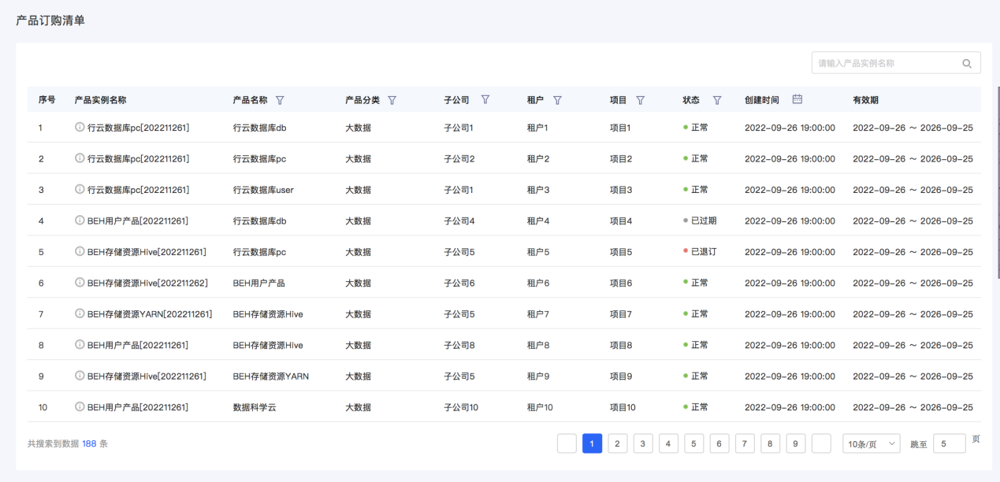 产品订购清单
请输入产品实例名称
序号 产品实例名称 产品名称 产品分类 子公司 租户 项目 状态 创建时间 有效期
1 行云数据库pc[202211261] 行云数据库db 大数据 子公司1 租户1 项目1 正常 2022-09-26 19:00:00 2022-09-26 ～ 2026-09-25
2 行云数据库pc[202211261] 行云数据库pc 大数据 子公司2 租户2 项目2 正常 2022-09-26 19:00:00 2022-09-26 ～ 2026-09-25
3 行云数据库pc[202211261] 行云数据库user 大数据 子公司1 租户3 项目3 正常 2022-09-26 19:00:00 2022-09-26 ～ 2026-09-25
4 BEH用户产品[202211261] 行云数据库db 大数据 子公司4 租户4 项目4 已过期 2022-09-26 19:00:00 2022-09-26 ～ 2026-09-25
5 BEH存储资源Hive[202211261] 行云数据库pc 大数据 子公司5 租户5 项目5 已退订 2022-09-26 19:00:00 2022-09-26 ～ 2026-09-25
6 BEH存储资源Hive[202211262] BEH用户产品 大数据 子公司6 租户6 项目6 正常 2022-09-26 19:00:00 2022-09-26 ～ 2026-09-25
7 BEH存储资源YARN[202211261] BEH存储资源Hive 大数据 子公司5 租户7 项目7 正常 2022-09-26 19:00:00 2022-09-26 ～ 2026-09-25
8 BEH用户产品[202211261] BEH存储资源Hive 大数据 子公司8 租户8 项目8 正常 2022-09-26 19:00:00 2022-09-26 ～ 2026-09-25
9 BEH存储资源Hive[202211261] BEH存储资源YARN 大数据 子公司5 租户9 项目9 正常 2022-09-26 19:00:00 2022-09-26 ～ 2026-09-25
10 BEH用户产品[202211261] 数据科学云 大数据 子公司10 租户10 项目10 正常 2022-09-26 19:00:00 2022-09-26 ～ 2026-09-25
共搜索到数据 188 条 1 2 3 4 5 6 7 8 9 10条/页 跳至 5 页